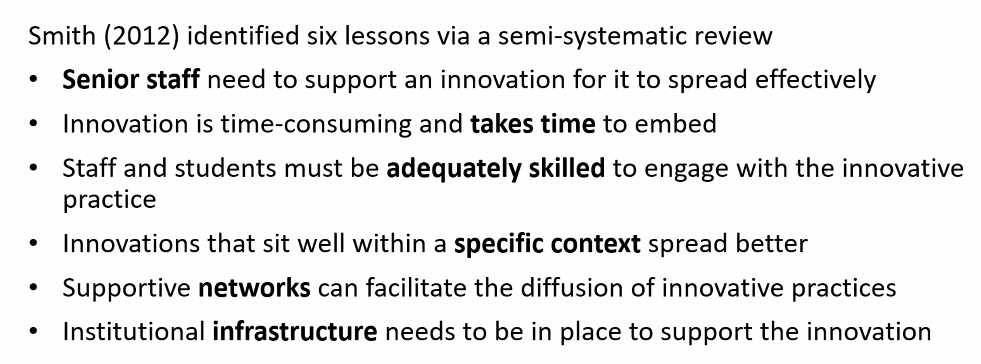 Smith (2012) identified six lessons via a semi-systematic review
• Senior staff need to support an innovation for it to spread effectively
• Innovation is time-consuming and takes time to embed
• Staff and students must be adequately skilled to engage with the innovative
practice
• Innovations that sit well within a specific context spread better
• Supportive networks can facilitate the diffusion of innovative practices
• Institutional infrastructure needs to be in place to support the innovation